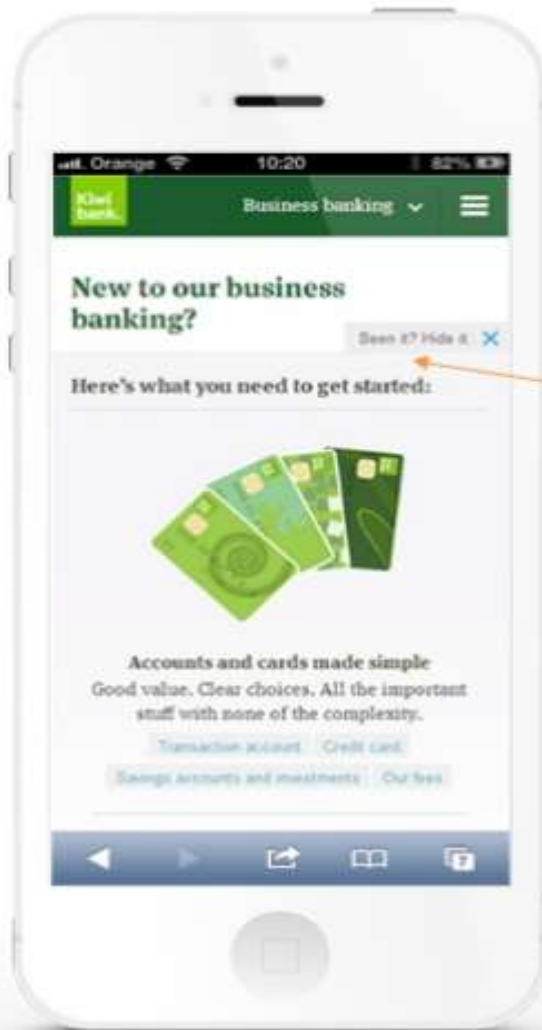 Orange 10:20 82%
Kiwi
bank.
Business banking
New to our business
banking?
Seen it? Hide it
Here's what you need to get started:
Accounts and cards made simple
Good value. Clear choices. All the important
stuff with none of the complexity.
Transaction account Credit card
Savings accounts and investments Our fees
7